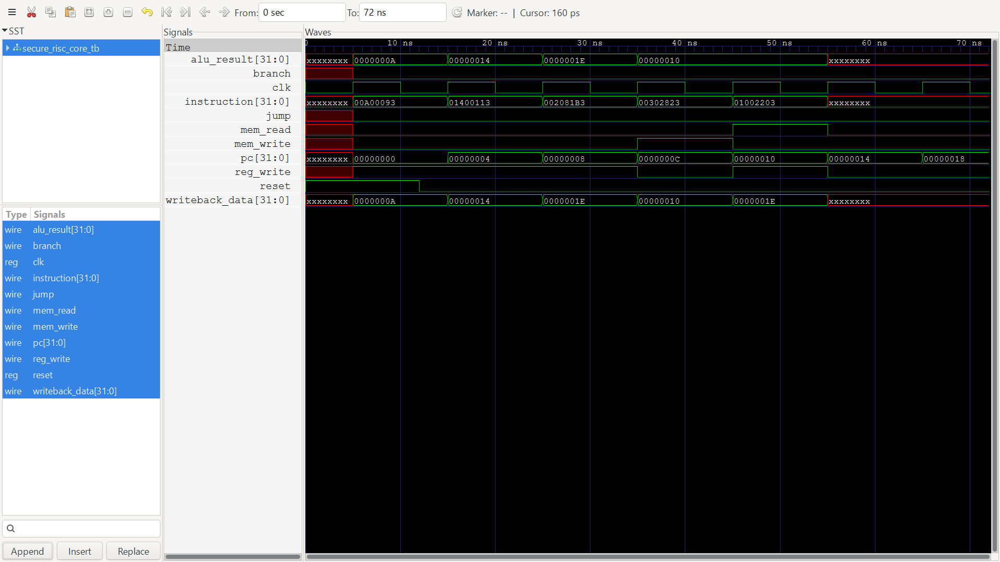 From: 0 sec To: 72 ns Marker: -- | Cursor: 160 ps
SST
secure_risc_core_tb
Type Signals
wire alu_result[31:0]
wire branch
reg clk
wire instruction[31:0]
wire jump
wire mem_read
wire mem_write
wire pc[31:0]
wire reg_write
reg reset
wire writeback_data[31:0]
Append Insert Replace
Signals
Time
alu_result[31:0]
branch
clk
instruction[31:0]
jump
mem_read
mem_write
pc[31:0]
reg_write
reset
writeback_data[31:0]
Waves
0 10 ns 20 ns 30 ns 40 ns 50 ns 60 ns 70 ns
xxxxxxxx 0000000A 00000014 0000001E 00000010 xxxxxxxx
xxxxxxxx 00A00093 01400113 002081B3 00302823 01002203 xxxxxxxx
xxxxxxxx 00000000 00000004 00000008 0000000C 00000010 00000014 00000018
xxxxxxxx 0000000A 00000014 0000001E 00000010 0000001E xxxxxxxx